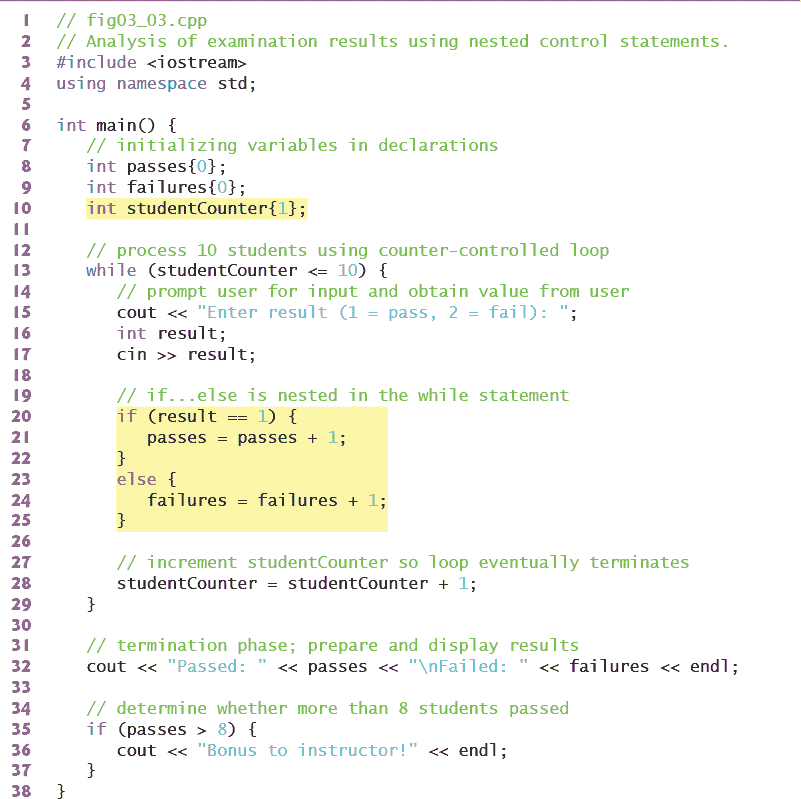 1 // fig03_03.cpp
2 // Analysis of examination results using nested control statements.
3 #include <iostream>
4 using namespace std;
5
6 int main() {
7    // initializing variables in declarations
8    int passes{0};
9    int failures{0};
10    int studentCounter{1};
11
12    // process 10 students using counter-controlled loop
13    while (studentCounter <= 10) {
14       // prompt user for input and obtain value from user
15       cout << "Enter result (1 = pass, 2 = fail): ";
16       int result;
17       cin >> result;
18
19       // if...else is nested in the while statement
20       if (result == 1) {
21          passes = passes + 1;
22       }
23       else {
24          failures = failures + 1;
25       }
26
27       // increment studentCounter so loop eventually terminates
28       studentCounter = studentCounter + 1;
29    }
30
31    // termination phase; prepare and display results
32    cout << "Passed: " << passes << "\nFailed: " << failures << endl;
33
34    // determine whether more than 8 students passed
35    if (passes > 8) {
36       cout << "Bonus to instructor!" << endl;
37    }
38 }